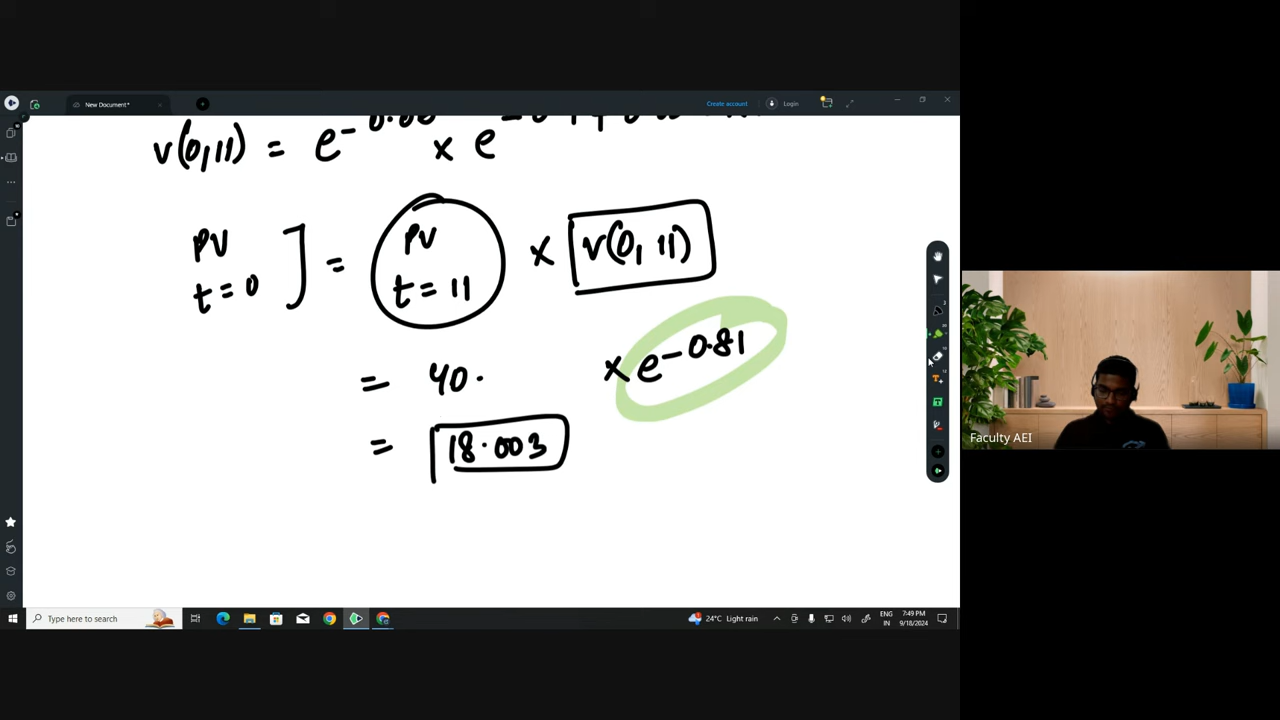 New Document*
Create account
Login
v(0,11) = e × e
PV
t = 0 ] = PV
t = 11 × v(0, 11)
= 40. × e^-0.81
= 18.003
Faculty AEI
Type here to search
24°C Light rain
ENG
IN
7:49 PM
9/18/2024